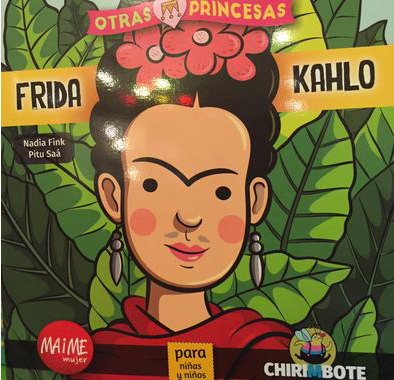 OTRAS PRINCESAS
FRIDA KAHLO
Nadia Fink
Pitu Saá
MAiME
mujer
para
niñas
y niños
CHIRIMBOTE